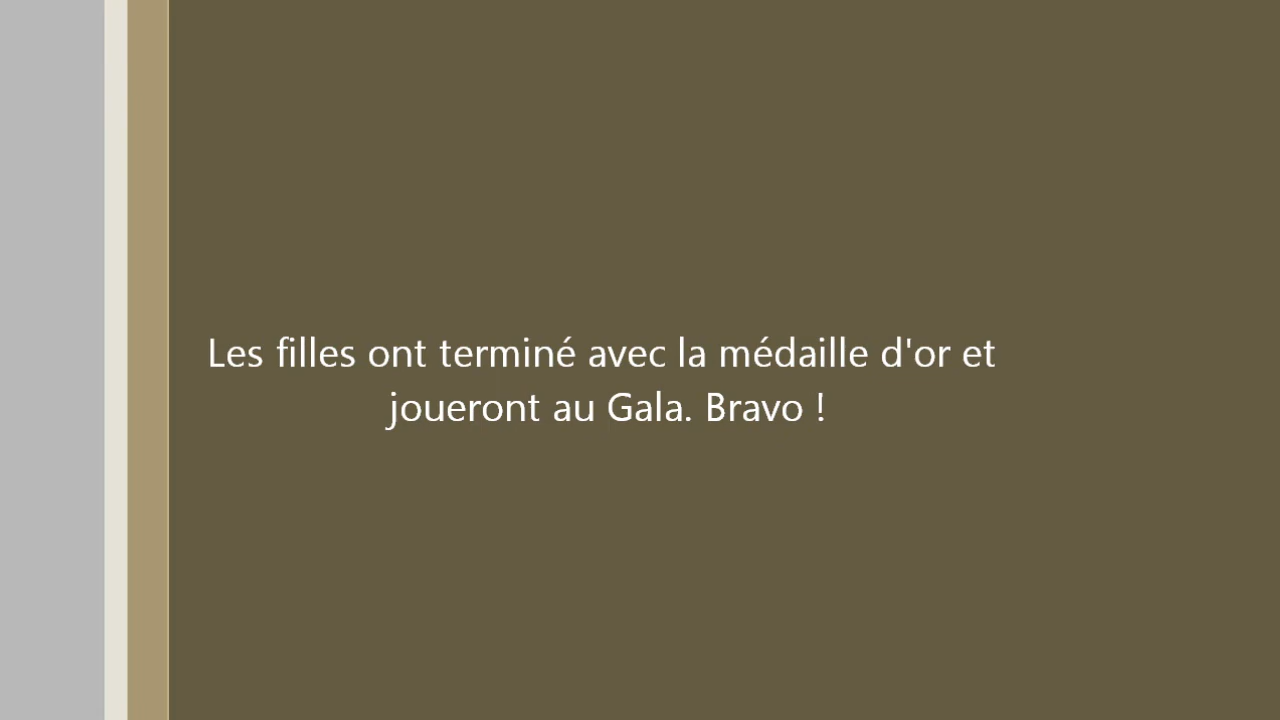 Les filles ont terminé avec la médaille d'or et
joueront au Gala. Bravo !